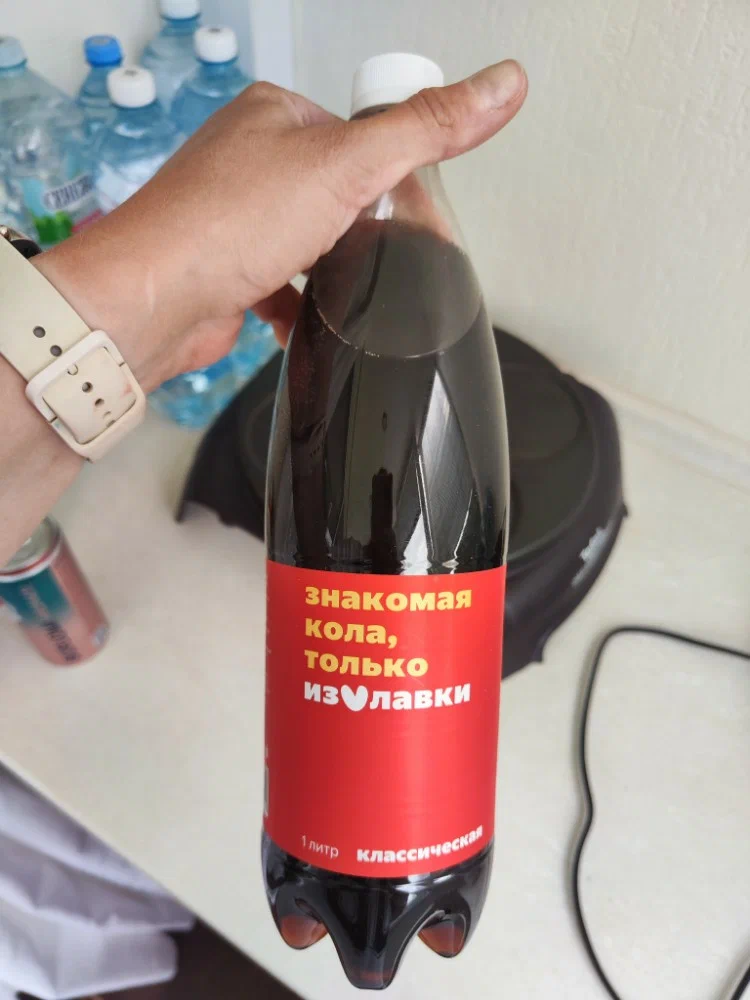 знакомая
кола,
только
из лавки
1 литр классическая